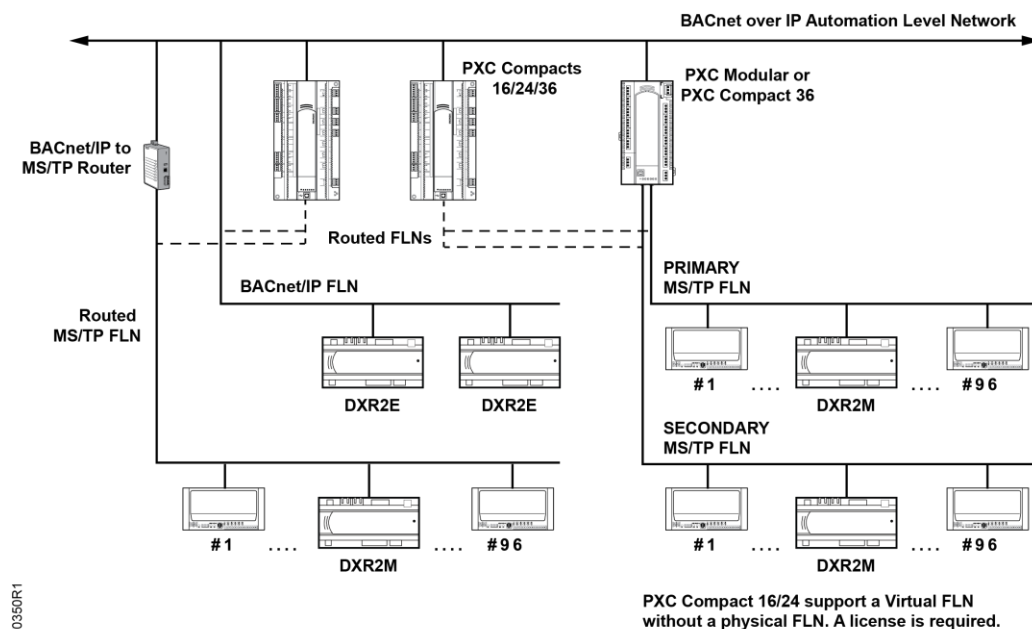 BACnet over IP Automation Level Network
PXC Compacts
16/24/36
PXC Modular or
PXC Compact 36
BACnet/IP to
MS/TP Router
Routed FLNs
PRIMARY
MS/TP FLN
BACnet/IP FLN
Routed
MS/TP FLN
#1 .... DXR2M .... #96
DXR2E DXR2E
SECONDARY
MS/TP FLN
#1 .... DXR2M .... #96
#1 .... DXR2M .... #96
PXC Compact 16/24 support a Virtual FLN
without a physical FLN. A license is required.
0350R1